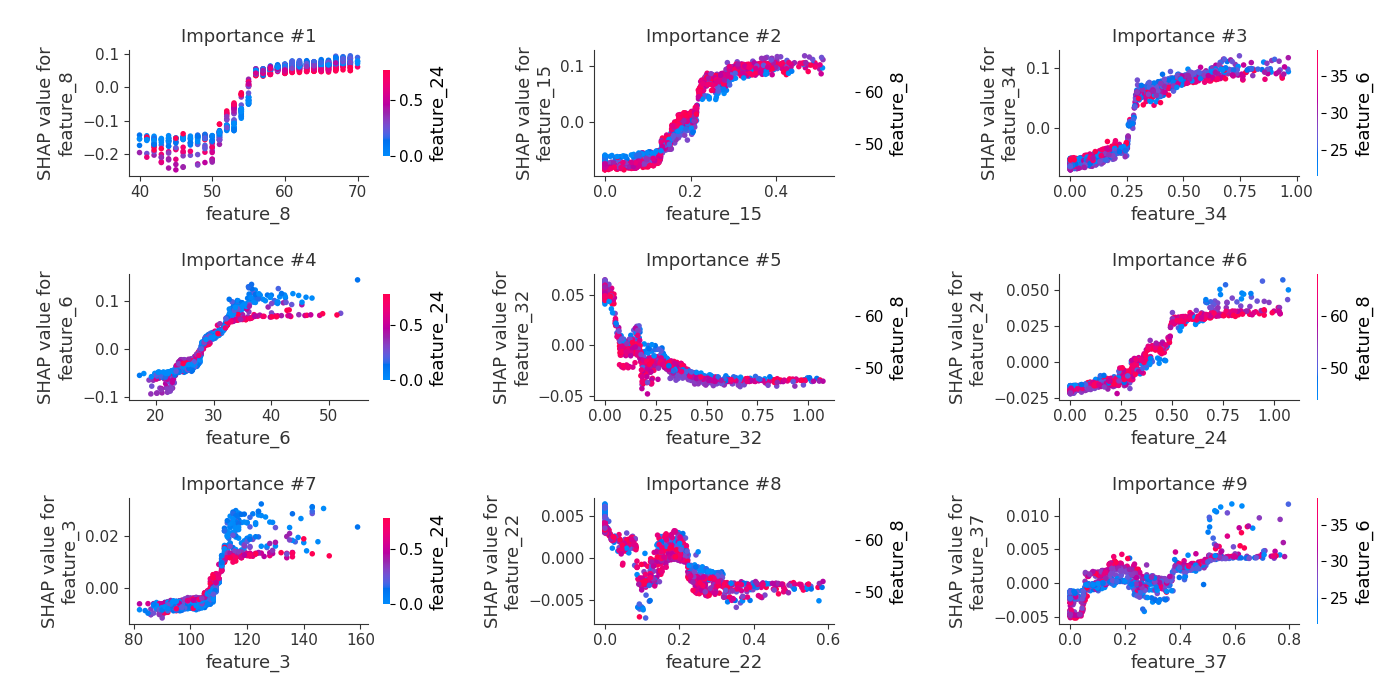 Importance #1
SHAP value for
feature_8
0.1
0.0
−0.1
−0.2
40
50
60
70
feature_8
0.5
0.0
feature_24
Importance #2
SHAP value for
feature_15
0.1
0.0
0.0
0.2
0.4
feature_15
60
50
feature_8
Importance #3
SHAP value for
feature_34
0.1
0.0
0.00
0.25
0.50
0.75
1.00
feature_34
35
30
25
feature_6
Importance #4
SHAP value for
feature_6
0.1
0.0
−0.1
20
30
40
50
feature_6
0.5
0.0
feature_24
Importance #5
SHAP value for
feature_32
0.05
0.00
−0.05
0.00
0.25
0.50
0.75
1.00
feature_32
60
50
feature_8
Importance #6
SHAP value for
feature_24
0.050
0.025
0.000
−0.025
0.00
0.25
0.50
0.75
1.00
feature_24
60
50
feature_8
Importance #7
SHAP value for
feature_3
0.02
0.00
80
100
120
140
160
feature_3
0.5
0.0
feature_24
Importance #8
SHAP value for
feature_22
0.005
0.000
−0.005
0.0
0.2
0.4
0.6
feature_22
60
50
feature_8
Importance #9
SHAP value for
feature_37
0.010
0.005
0.000
−0.005
0.0
0.2
0.4
0.6
0.8
feature_37
35
30
25
feature_6